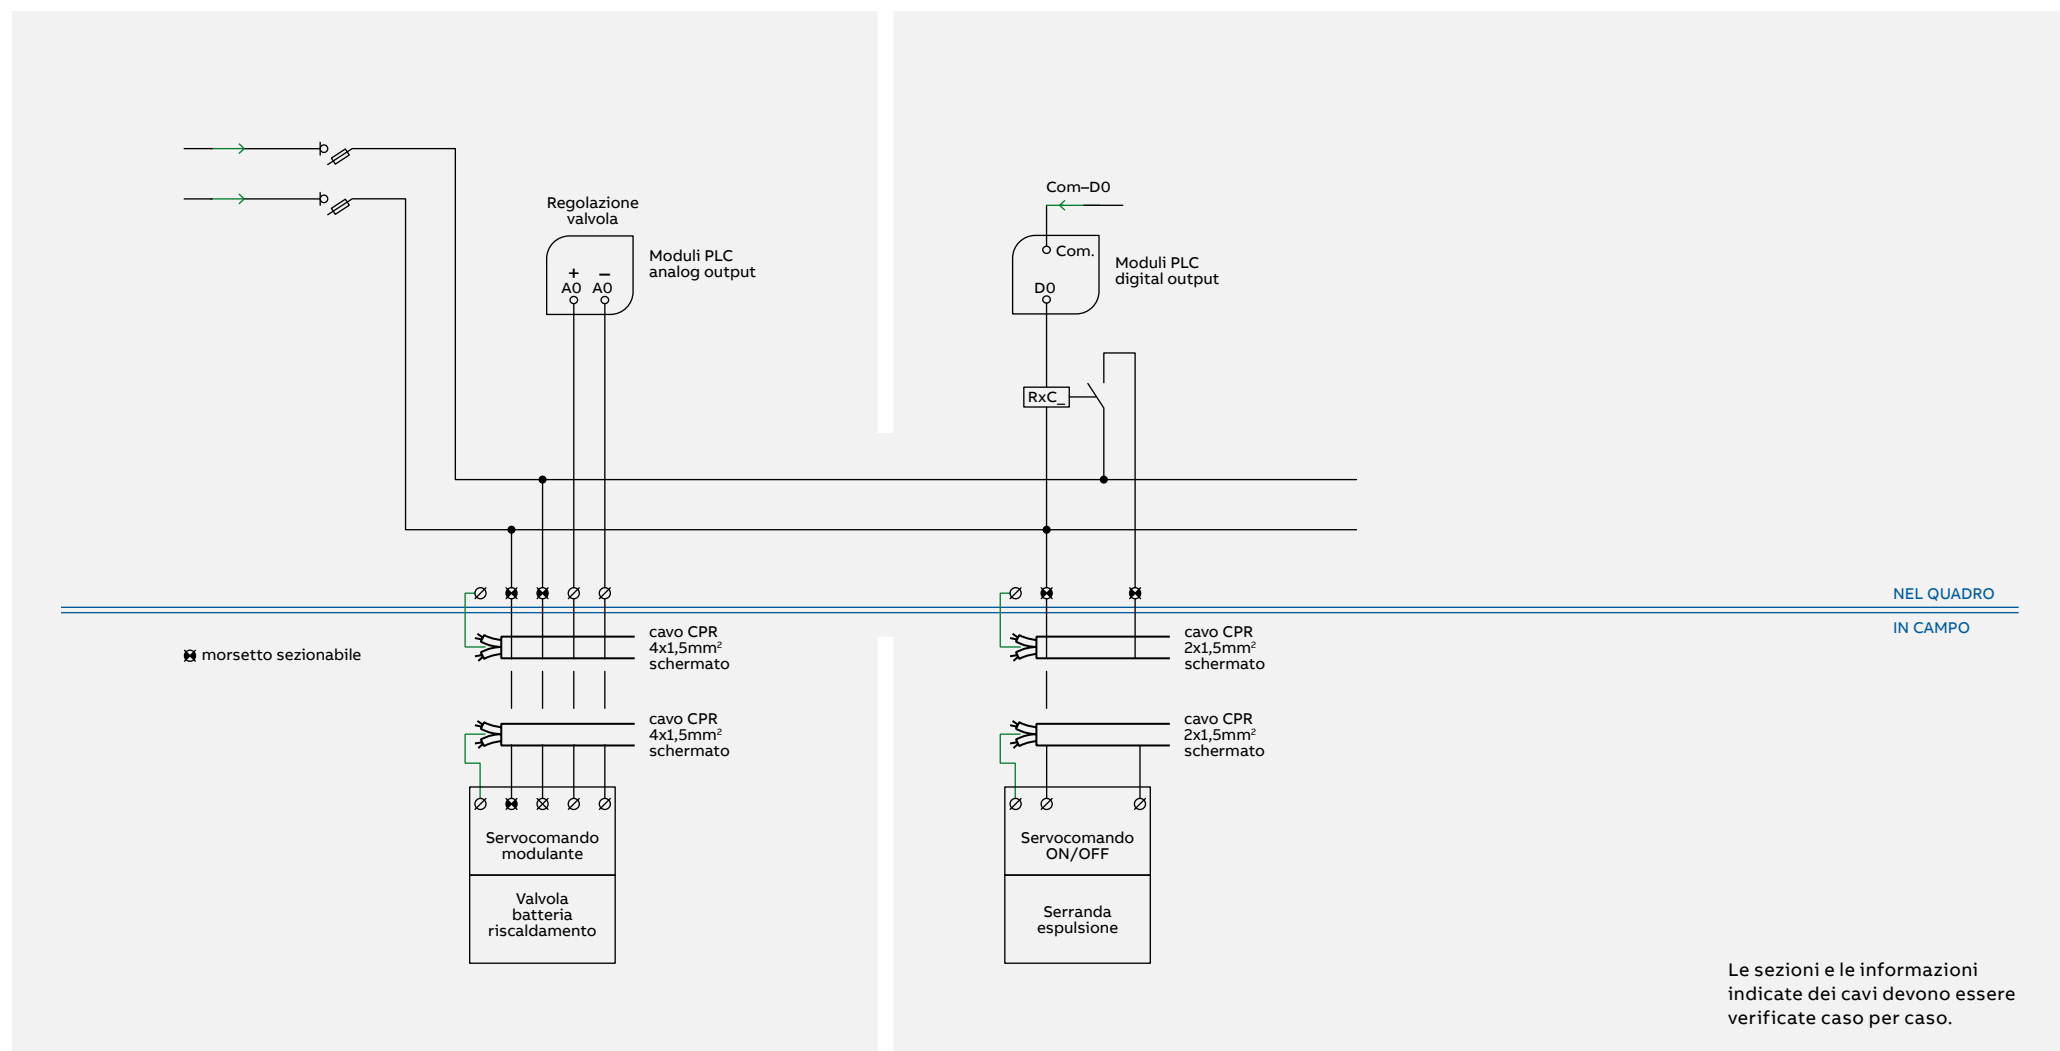 Regolazione
valvola
+
–
A0
A0
Moduli PLC
analog output
Com–D0
Com.
D0
Moduli PLC
digital output
RxC_
NEL QUADRO
IN CAMPO
morsetto sezionabile
cavo CPR
4x1,5mm²
schermato
cavo CPR
2x1,5mm²
schermato
cavo CPR
4x1,5mm²
schermato
cavo CPR
2x1,5mm²
schermato
Servocomando
modulante
Valvola
batteria
riscaldamento
Servocomando
ON/OFF
Serranda
espulsione
Le sezioni e le informazioni
indicate dei cavi devono essere
verificate caso per caso.